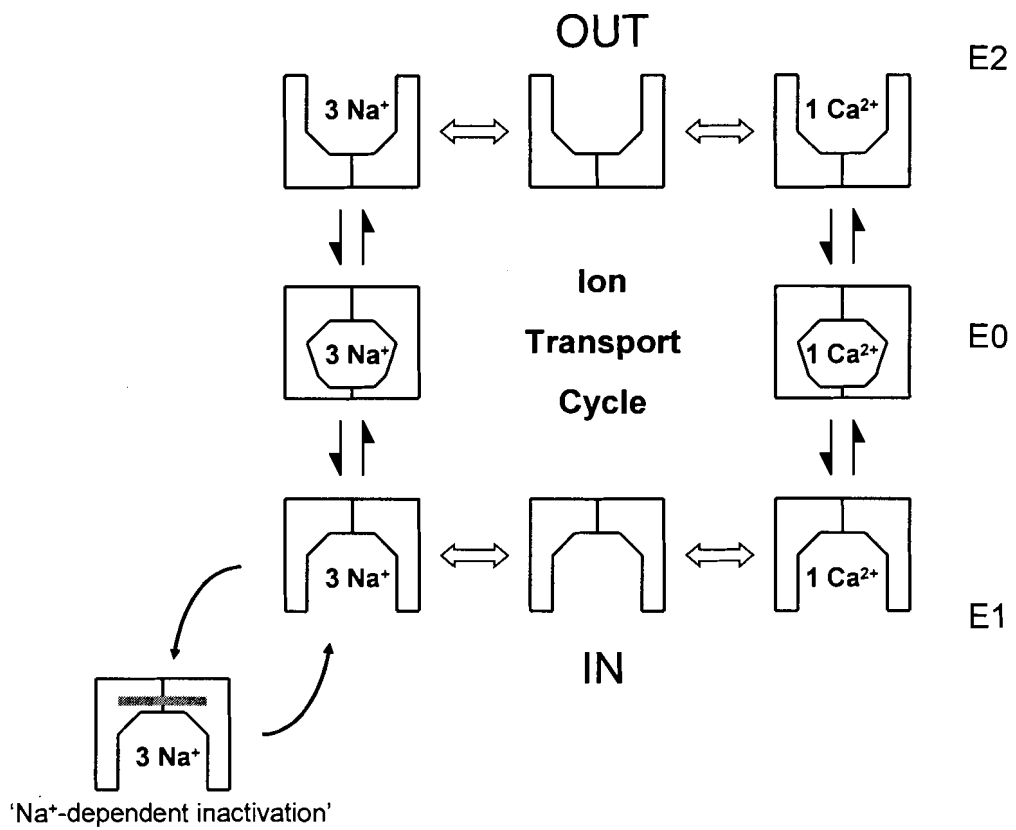 OUT
E2
3 Na⁺
1 Ca²⁺
Ion
Transport
Cycle
3 Na⁺
1 Ca²⁺
E0
3 Na⁺
1 Ca²⁺
E1
IN
3 Na⁺
'Na⁺-dependent inactivation'